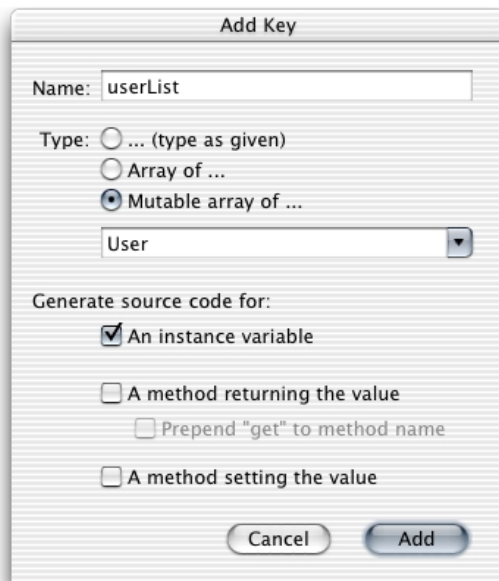 Add Key
Name: userList
Type: ... (type as given)
Array of ...
Mutable array of ...
User
Generate source code for:
An instance variable
A method returning the value
Prepend "get" to method name
A method setting the value
Cancel Add